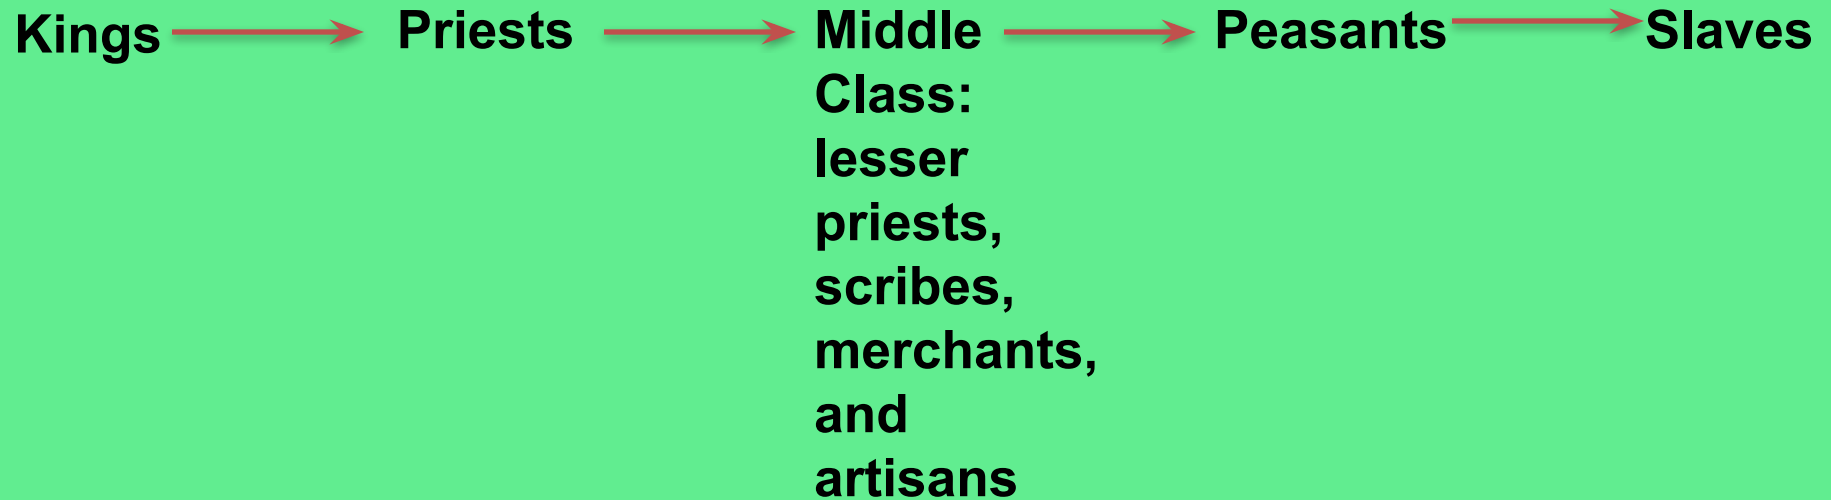 Kings Priests Middle Peasants Slaves
Class:
lesser
priests,
scribes,
merchants,
and
artisans